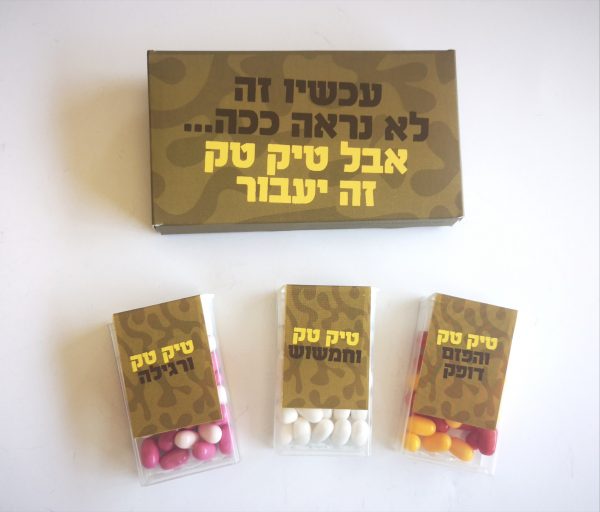 עכשיו זה
לא נראה ככה...
אבל טיק טק
זה יעבור
טיק טק
ורגילה
טיק טק
וחמשוש
טיק טק
והפזם
דופק